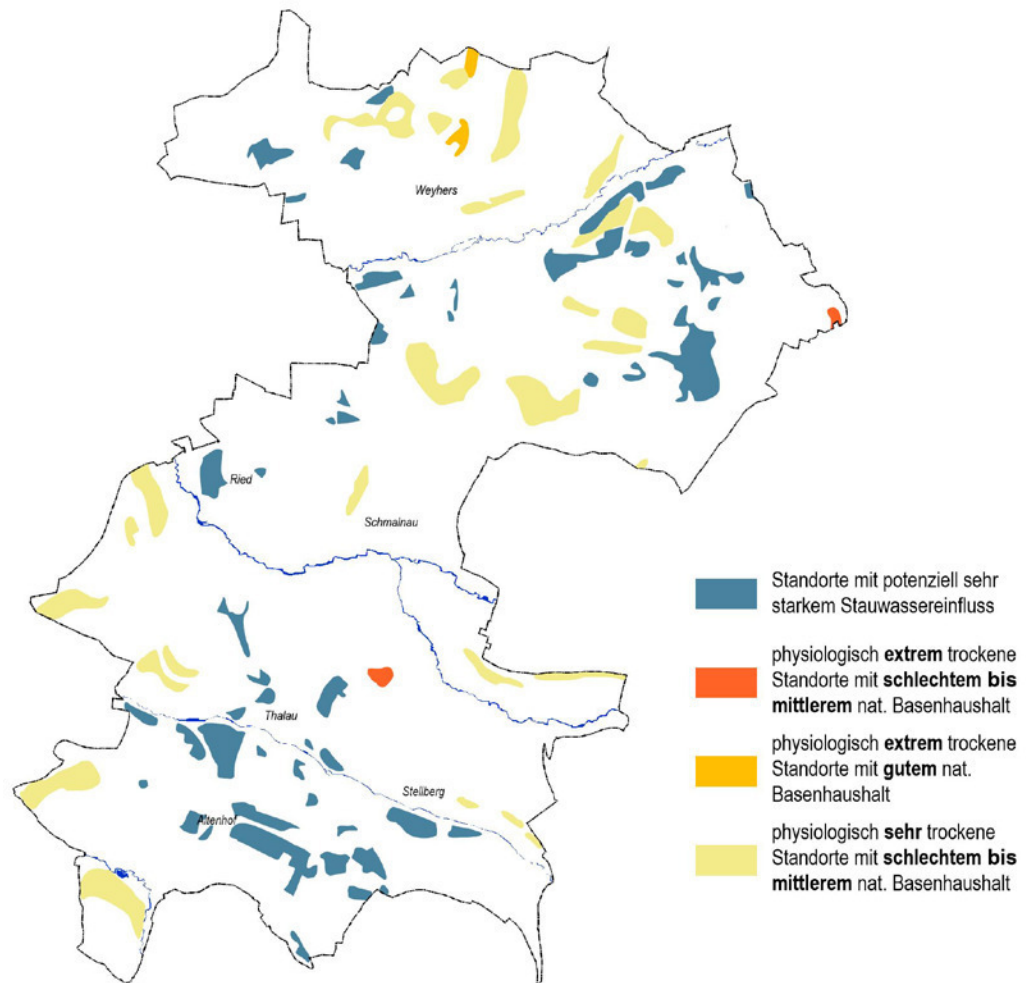 Weyhers
Ried
Schmalnau
Thalau
Stellberg
Altenhof
Standorte mit potenziell sehr
starkem Stauwassereinfluss
physiologisch extrem trockene
Standorte mit schlechtem bis
mittlerem nat. Basenhaushalt
physiologisch extrem trockene
Standorte mit gutem nat.
Basenhaushalt
physiologisch sehr trockene
Standorte mit schlechtem bis
mittlerem nat. Basenhaushalt